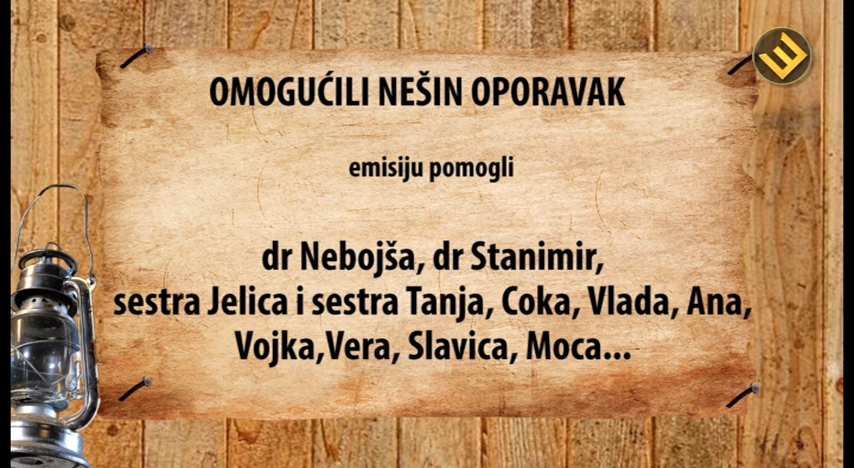 OMOGUĆILI NEŠIN OPORAVAK
emisiju pomogli
dr Nebojša, dr Stanimir,
sestra Jelica i sestra Tanja, Coka, Vlada, Ana,
Vojka,Vera, Slavica, Moca...